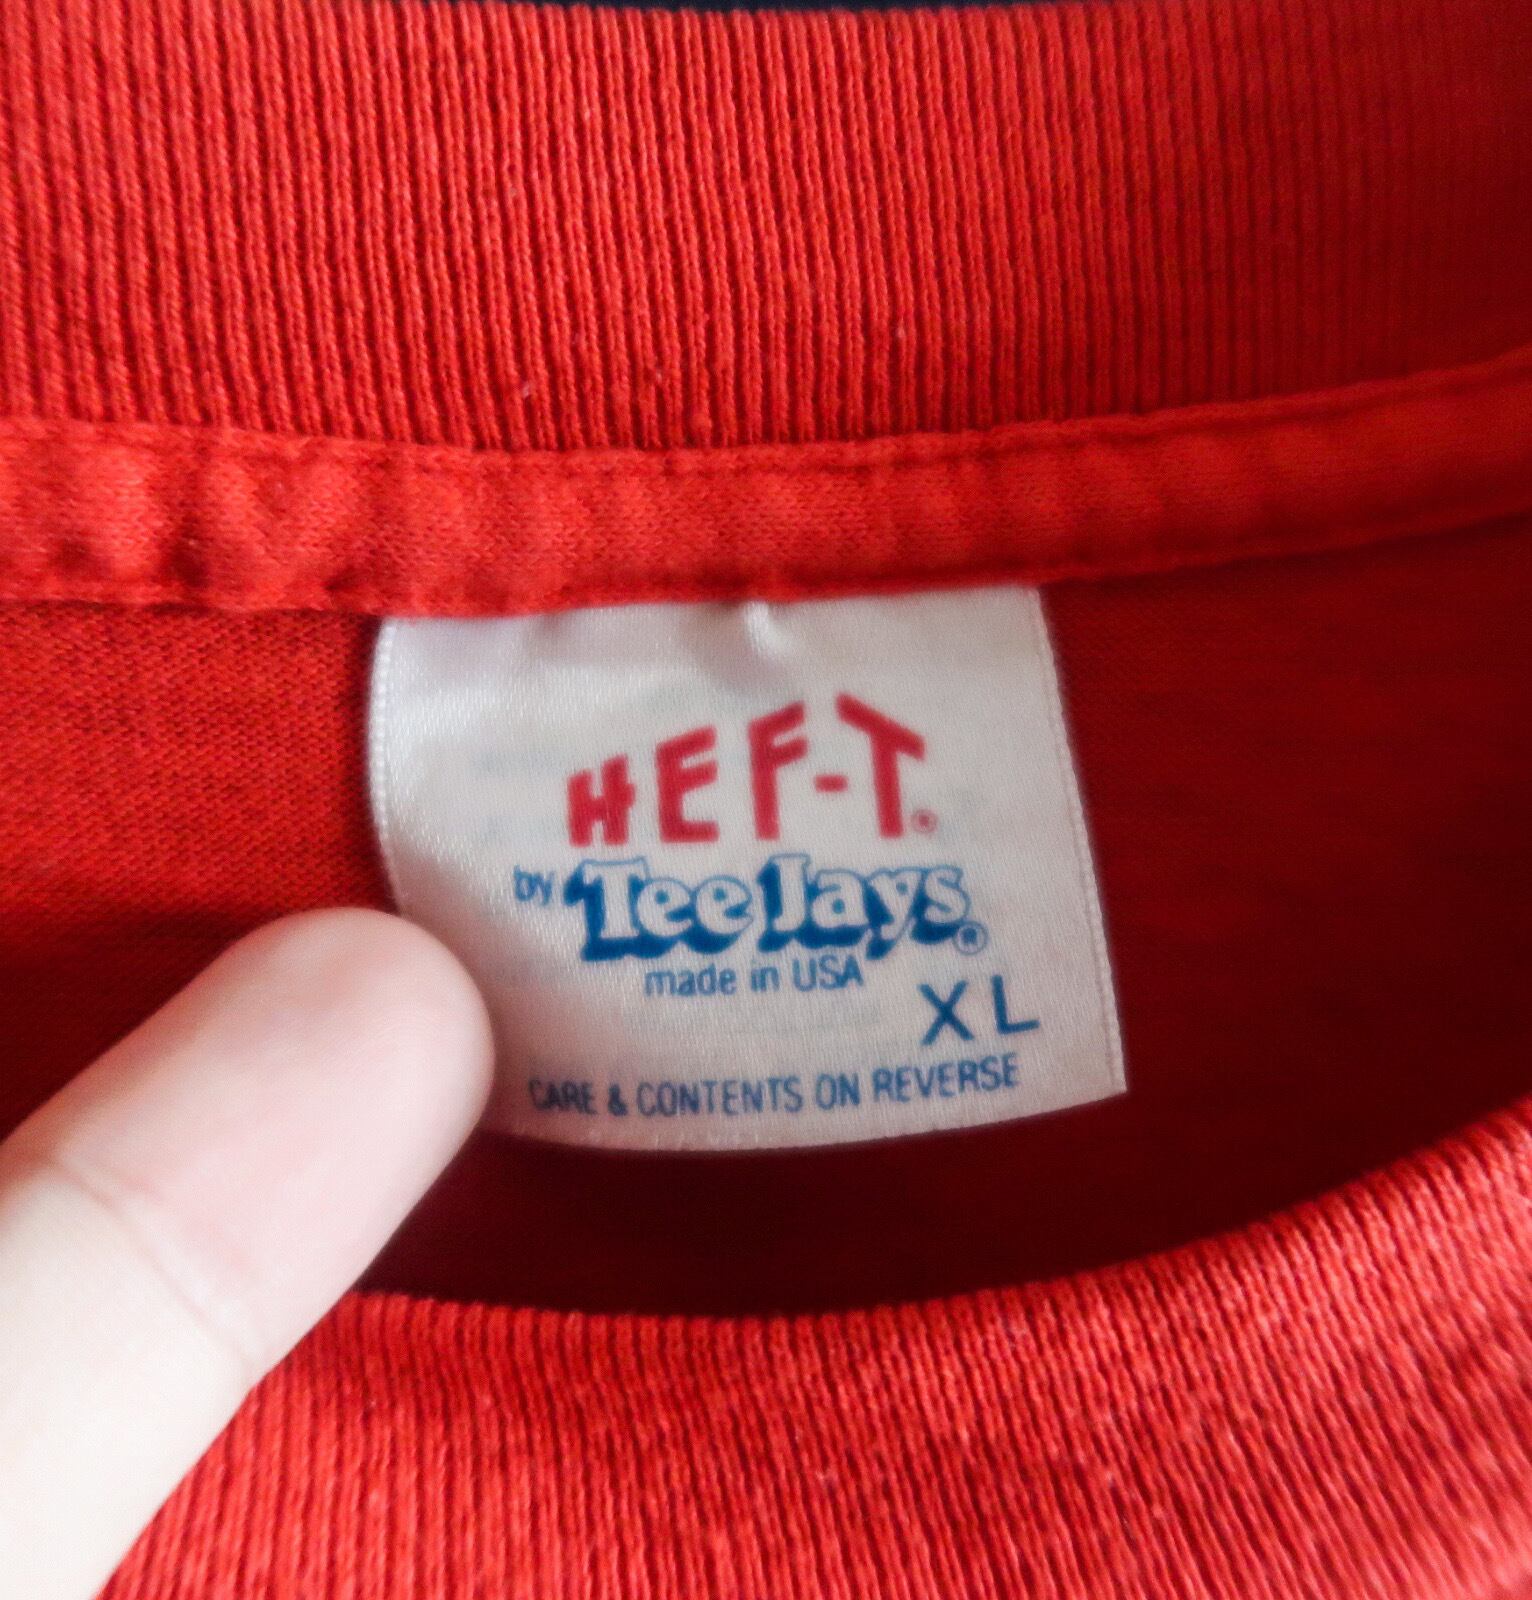 HEF-T®
by Tee Jays®
made in USA
XL
CARE & CONTENTS ON REVERSE